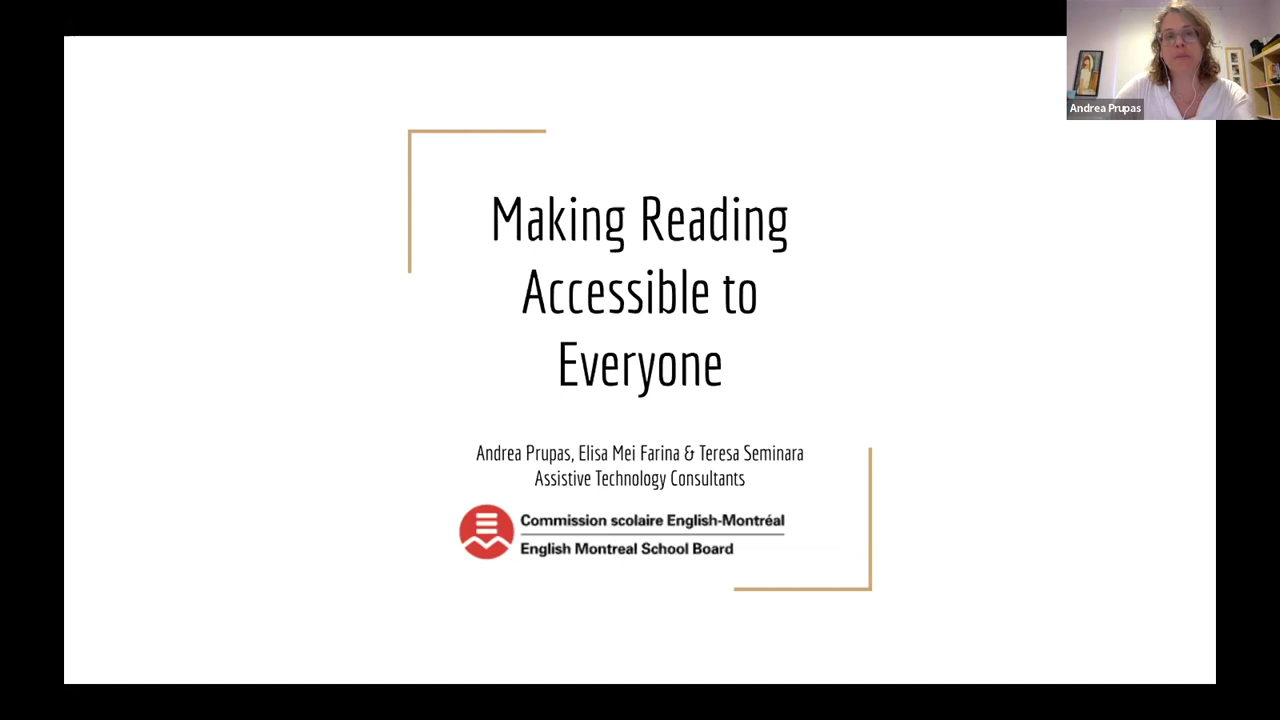 Andrea Prupas
Making Reading
Accessible to
Everyone
Andrea Prupas, Elisa Mei Farina & Teresa Seminara
Assistive Technology Consultants
Commission scolaire English-Montréal
English Montreal School Board